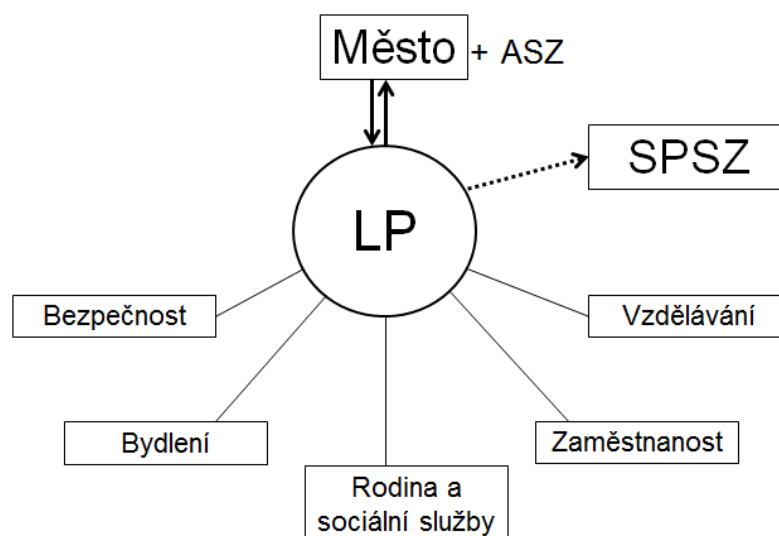 Město + ASZ
SPSZ
LP
Bezpečnost
Vzdělávání
Bydlení
Zaměstnanost
Rodina a
sociální služby